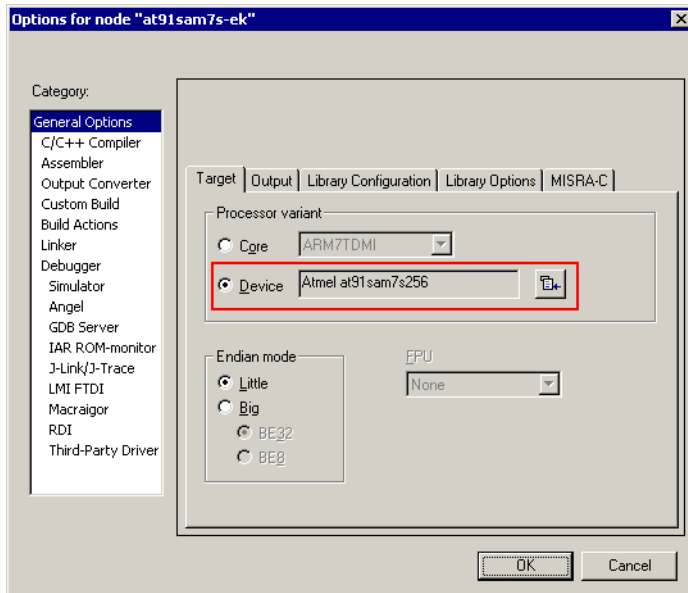 Options for node "at91sam7s-ek"
Category:
General Options
C/C++ Compiler
Assembler
Output Converter
Custom Build
Build Actions
Linker
Debugger
Simulator
Angel
GDB Server
IAR ROM-monitor
J-Link/J-Trace
LMI FTDI
Macraigor
RDI
Third-Party Driver
Target
Output
Library Configuration
Library Options
MISRA-C
Processor variant
Core
ARM7TDMI
Device
Atmel at91sam7s256
Endian mode
Little
Big
BE32
BE8
FPU
None
OK
Cancel